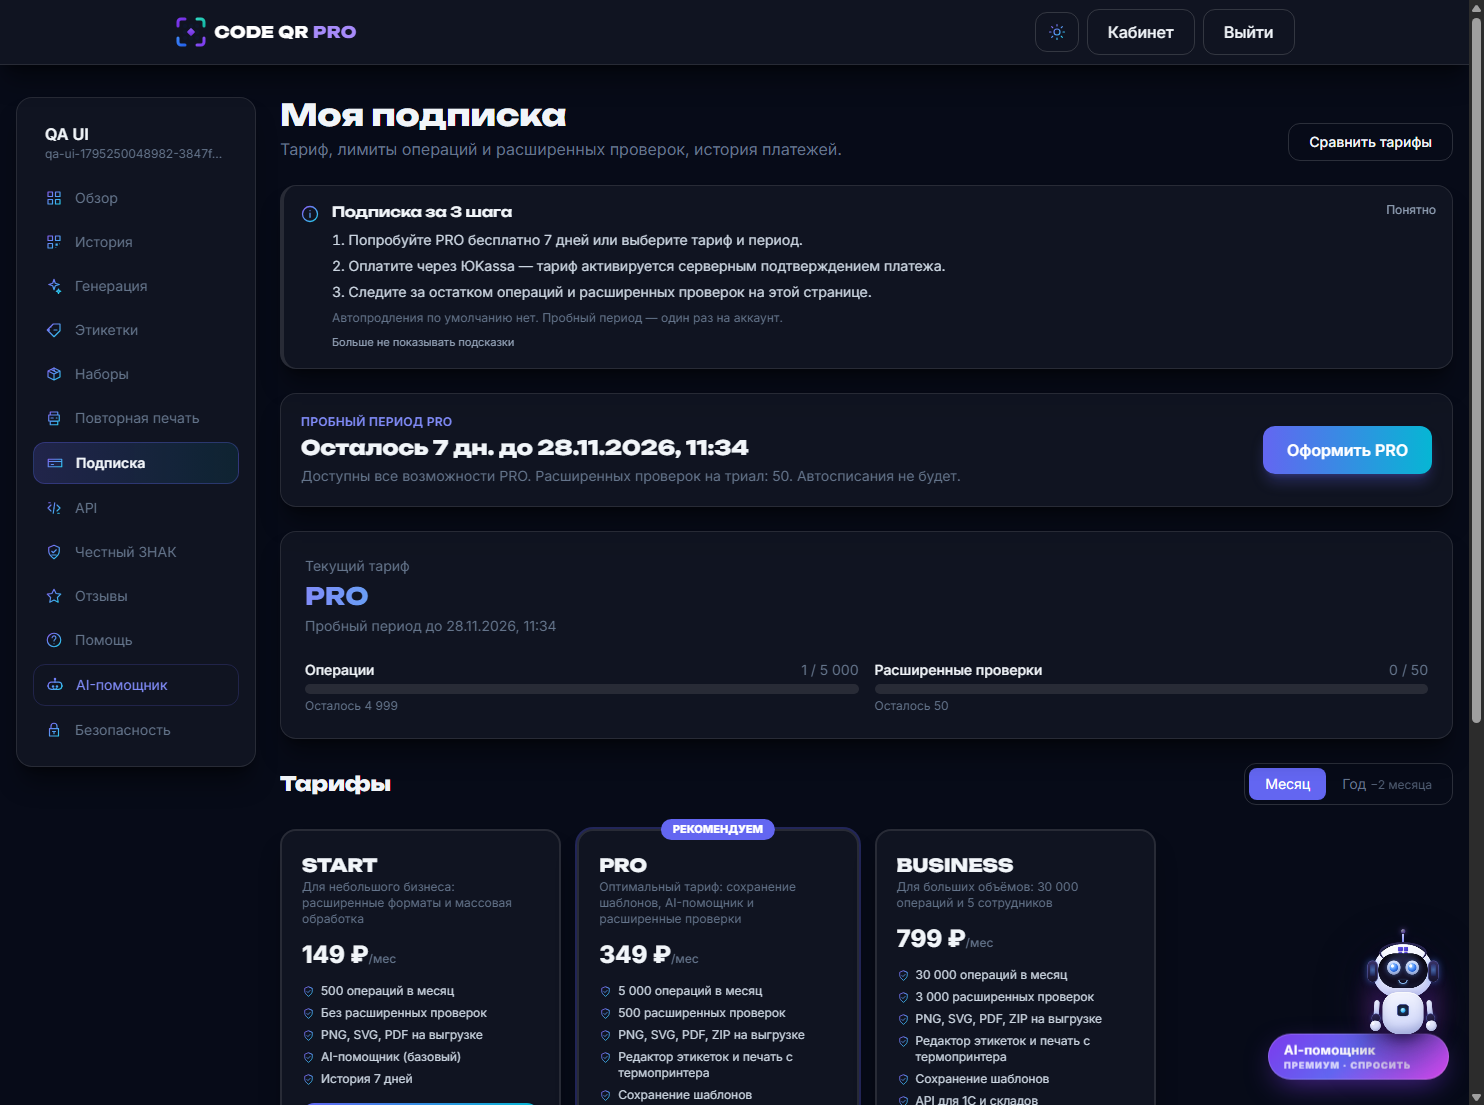 CODE QR PRO
Кабинет
Выйти
QA UI
qa-ui-1795250048982-3847f...
Обзор
История
Генерация
Этикетки
Наборы
Повторная печать
Подписка
API
Честный ЗНАК
Отзывы
Помощь
AI-помощник
Безопасность
Моя подписка
Тариф, лимиты операций и расширенных проверок, история платежей.
Сравнить тарифы
Подписка за 3 шага
Понятно
1. Попробуйте PRO бесплатно 7 дней или выберите тариф и период.
2. Оплатите через ЮKassa — тариф активируется серверным подтверждением платежа.
3. Следите за остатком операций и расширенных проверок на этой странице.
Автопродления по умолчанию нет. Пробный период — один раз на аккаунт.
Больше не показывать подсказки
ПРОБНЫЙ ПЕРИОД PRO
Осталось 7 дн. до 28.11.2026, 11:34
Доступны все возможности PRO. Расширенных проверок на триал: 50. Автосписания не будет.
Оформить PRO
Текущий тариф
PRO
Пробный период до 28.11.2026, 11:34
Операции
1 / 5 000
Осталось 4 999
Расширенные проверки
0 / 50
Осталось 50
Тарифы
Месяц
Год −2 месяца
START
Для небольшого бизнеса:
расширенные форматы и массовая
обработка
149 ₽/мес
500 операций в месяц
Без расширенных проверок
PNG, SVG, PDF на выгрузке
AI-помощник (базовый)
История 7 дней
РЕКОМЕНДУЕМ
PRO
Оптимальный тариф: сохранение
шаблонов, AI-помощник и
расширенные проверки
349 ₽/мес
5 000 операций в месяц
500 расширенных проверок
PNG, SVG, PDF, ZIP на выгрузке
Редактор этикеток и печать с
термопринтера
Сохранение шаблонов
BUSINESS
Для больших объёмов: 30 000
операций и 5 сотрудников
799 ₽/мес
30 000 операций в месяц
3 000 расширенных проверок
PNG, SVG, PDF, ZIP на выгрузке
Редактор этикеток и печать с
термопринтера
Сохранение шаблонов
API для 1С и складов
AI-помощник
ПРЕМИУМ · СПРОСИТЬ